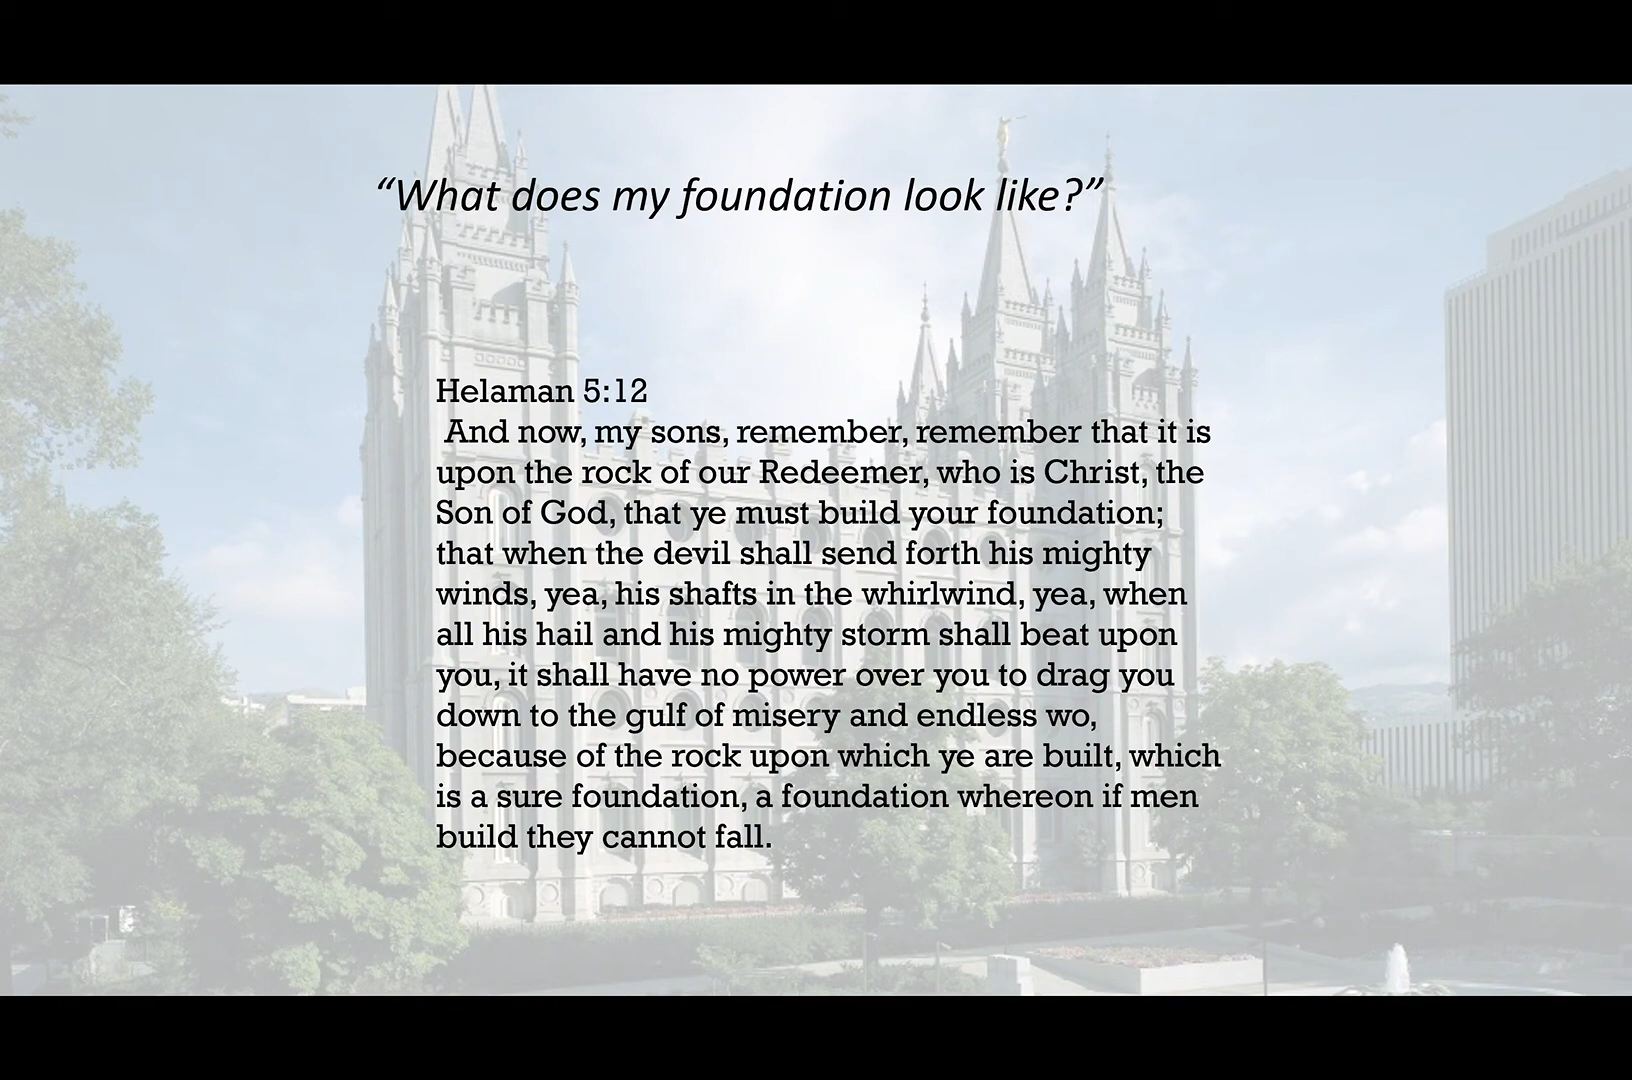 “What does my foundation look like?”
Helaman 5:12
And now, my sons, remember, remember that it is
upon the rock of our Redeemer, who is Christ, the
Son of God, that ye must build your foundation;
that when the devil shall send forth his mighty
winds, yea, his shafts in the whirlwind, yea, when
all his hail and his mighty storm shall beat upon
you, it shall have no power over you to drag you
down to the gulf of misery and endless wo,
because of the rock upon which ye are built, which
is a sure foundation, a foundation whereon if men
build they cannot fall.